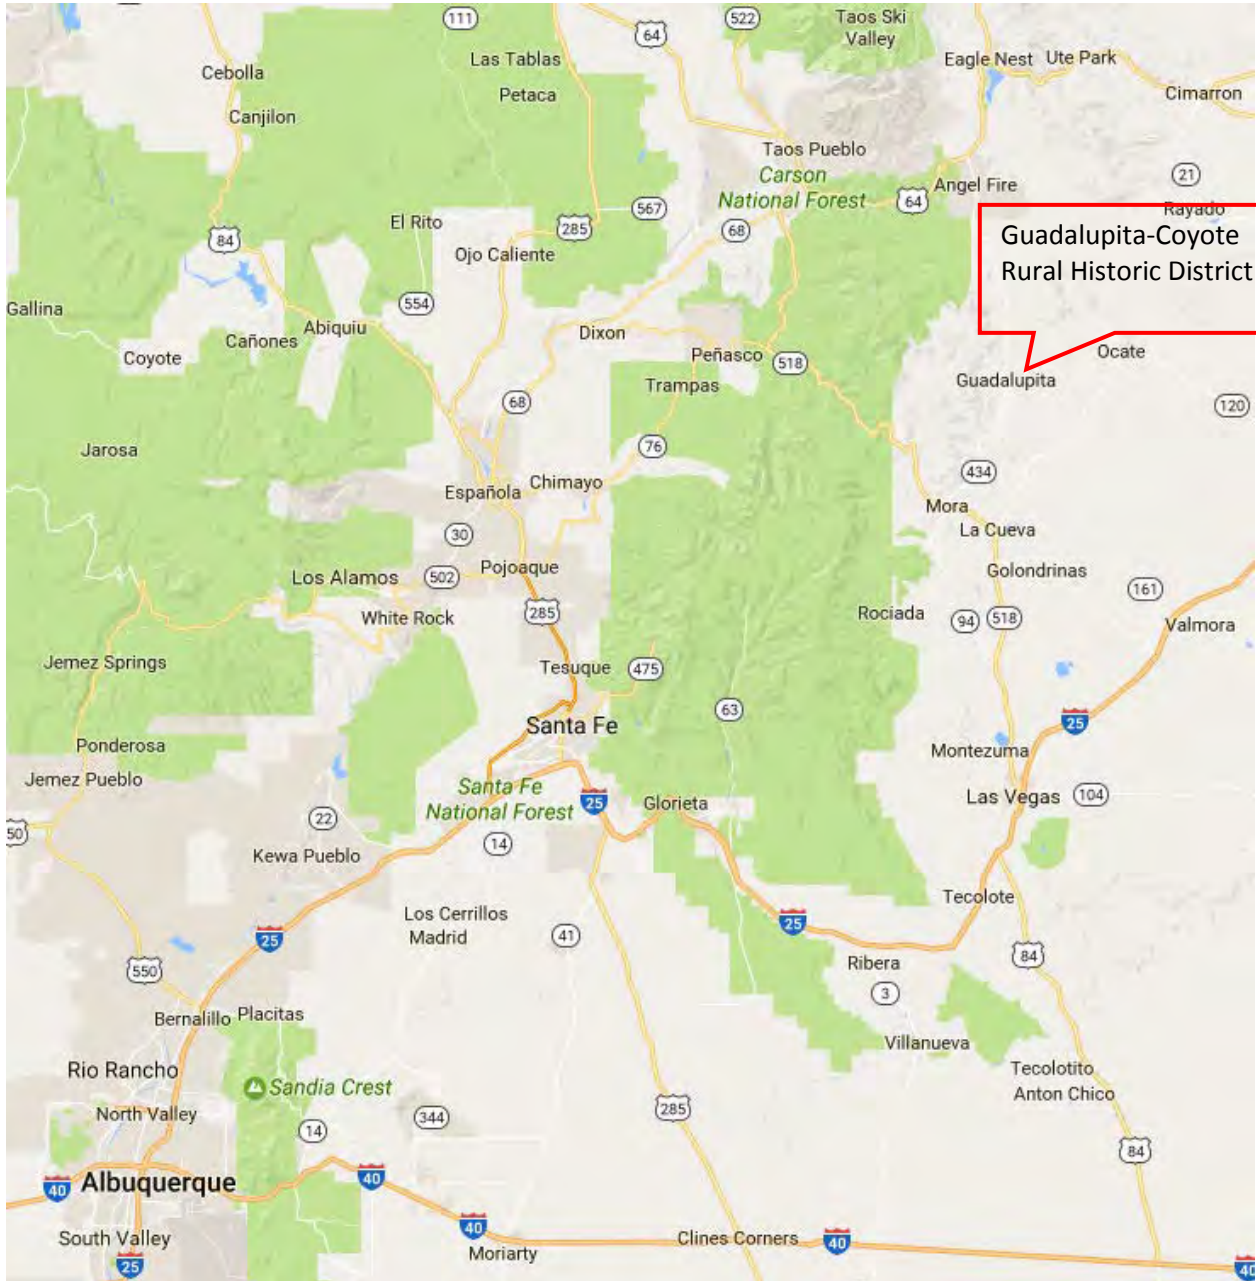 111
522
Taos Ski
Valley
64
Las Tablas
Eagle Nest
Ute Park
Cebolla
Petaca
Cimarron
Canjilon
Taos Pueblo
Carson
National Forest
21
Angel Fire
64
567
Rayado
El Rito
285
68
84
Ojo Caliente
Guadalupita-Coyote
Rural Historic District
554
Gallina
Abiquiu
Dixon
Cañones
Coyote
Peñasco
518
Ocate
Trampas
Guadalupita
68
120
Jarosa
76
434
Española
Chimayo
Mora
La Cueva
30
Pojoaque
Los Alamos
502
Golondrinas
161
White Rock
285
Rociada
94
518
Valmora
Jemez Springs
Tesuque
475
63
Santa Fe
25
Ponderosa
Montezuma
Jemez Pueblo
Santa Fe
National Forest
25
Glorieta
Las Vegas
104
22
50
14
Kewa Pueblo
Tecolote
Los Cerrillos
Madrid
41
25
25
84
550
Ribera
3
Bernalillo
Placitas
Villanueva
Rio Rancho
Tecolotito
Sandia Crest
Anton Chico
North Valley
344
285
14
84
40
Albuquerque
40
South Valley
40
Clines Corners
40
Moriarty
25
40